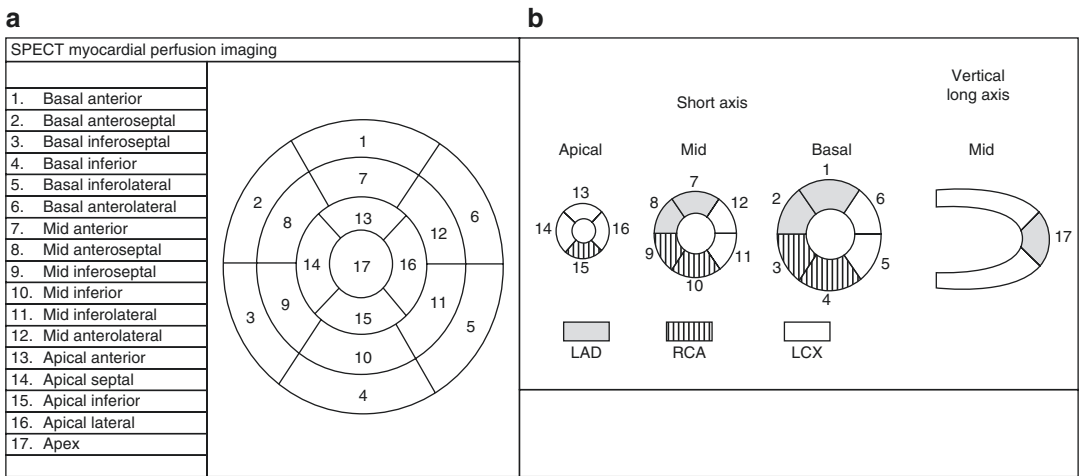 a
SPECT myocardial perfusion imaging
1. Basal anterior
2. Basal anteroseptal
3. Basal inferoseptal
4. Basal inferior
5. Basal inferolateral
6. Basal anterolateral
7. Mid anterior
8. Mid anteroseptal
9. Mid inferoseptal
10. Mid inferior
11. Mid inferolateral
12. Mid anterolateral
13. Apical anterior
14. Apical septal
15. Apical inferior
16. Apical lateral
17. Apex
1
7
2 8 13 12 6
14 17 16
3 9 15 11 5
10
4
b
Short axis
Vertical
long axis
Apical Mid Basal Mid
13
14 16
15
7
8 12
9 11
10
1
2 6
3 5
4
17
LAD RCA LCX